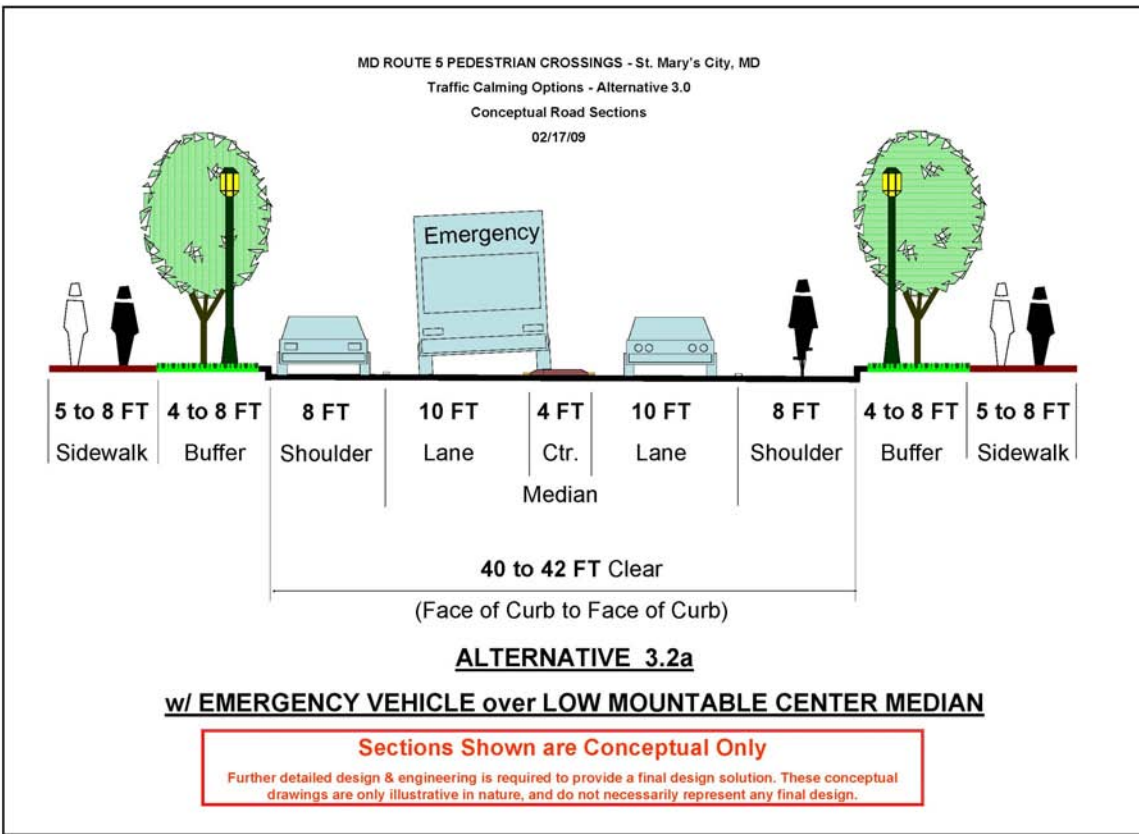 MD ROUTE 5 PEDESTRIAN CROSSINGS - St. Mary's City, MD
Traffic Calming Options - Alternative 3.0
Conceptual Road Sections
02/17/09
Emergency
5 to 8 FT 4 to 8 FT 8 FT 10 FT 4 FT 10 FT 8 FT 4 to 8 FT 5 to 8 FT
Sidewalk Buffer Shoulder Lane Ctr. Lane Shoulder Buffer Sidewalk
Median
40 to 42 FT Clear
(Face of Curb to Face of Curb)
ALTERNATIVE 3.2a
w/ EMERGENCY VEHICLE over LOW MOUNTABLE CENTER MEDIAN
Sections Shown are Conceptual Only
Further detailed design & engineering is required to provide a final design solution. These conceptual
drawings are only illustrative in nature, and do not necessarily represent any final design.